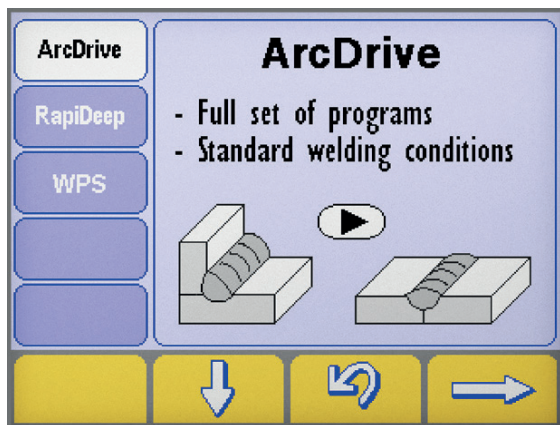 ArcDrive
RapiDeep
WPS
ArcDrive
- Full set of programs
- Standard welding conditions